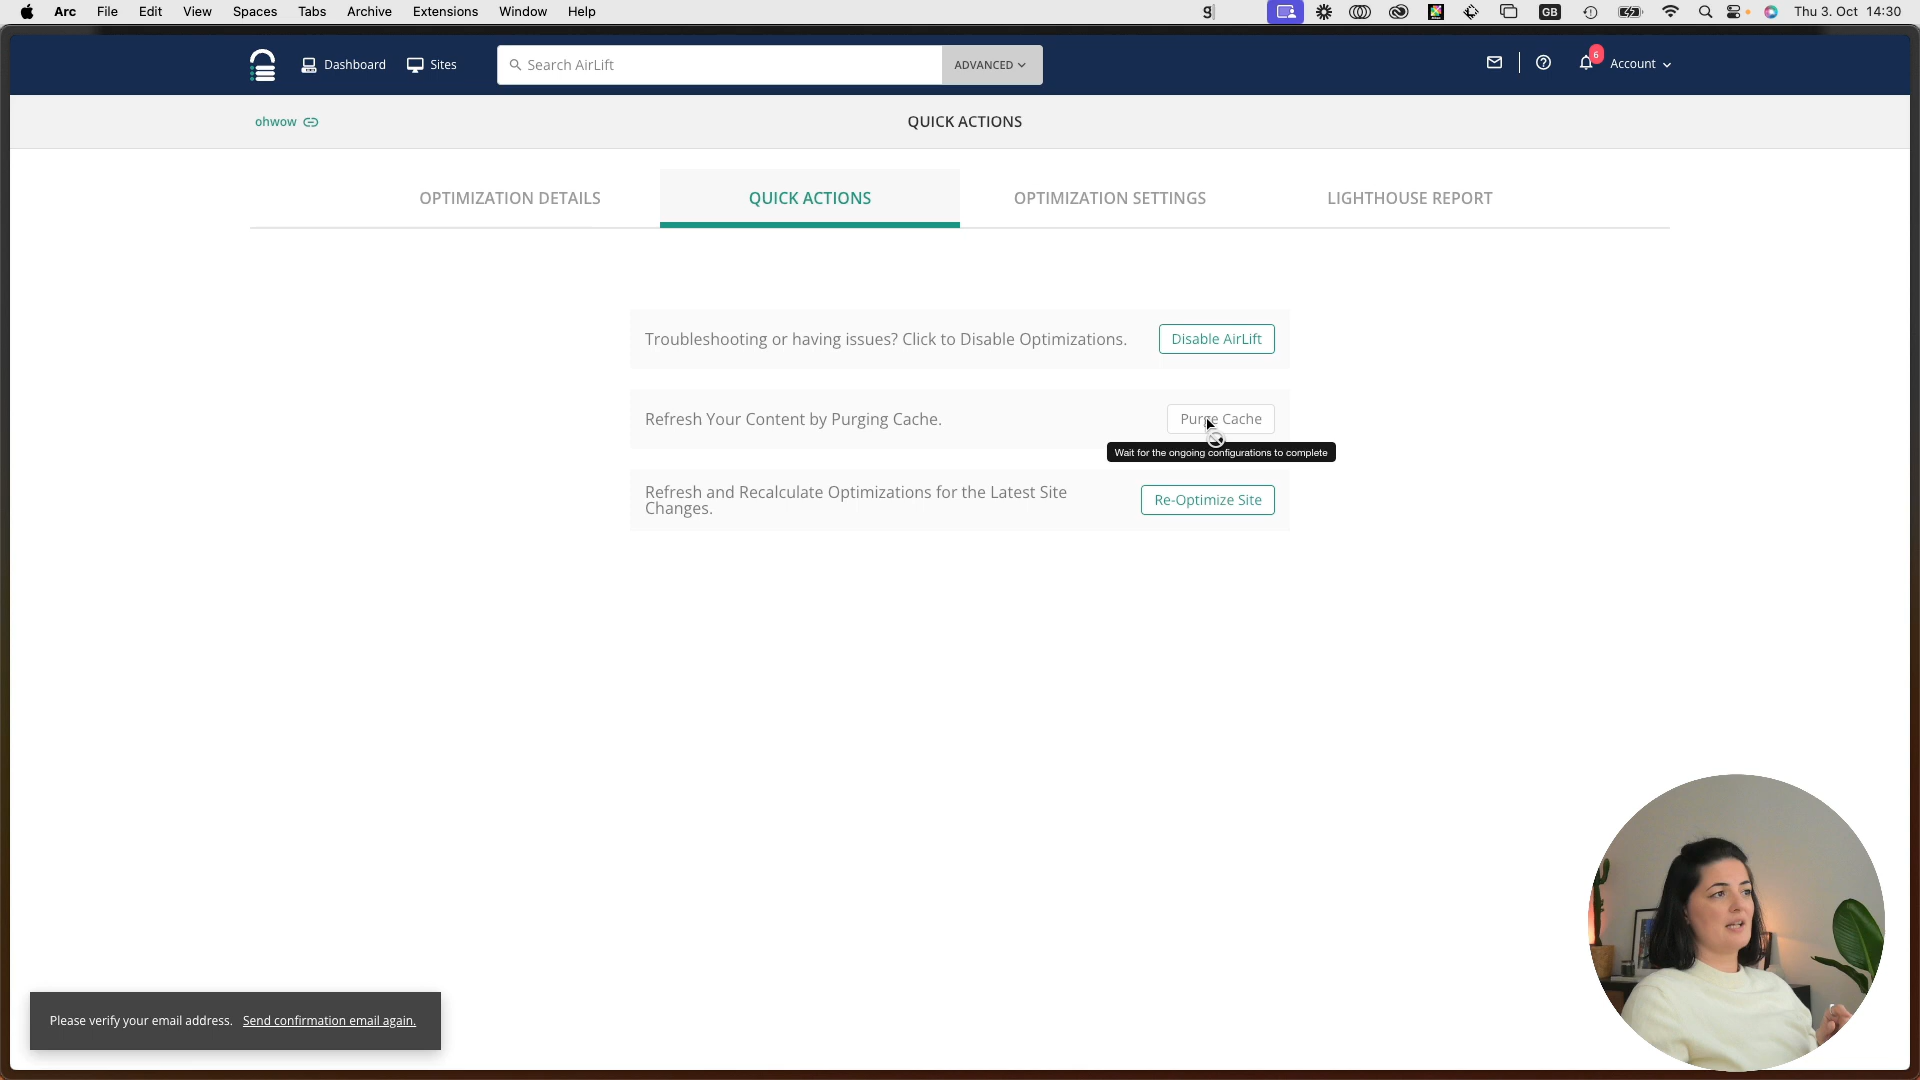 Arc File Edit View Spaces Tabs Archive Extensions Window Help GB Thu 3. Oct 14:30
Dashboard Sites Search AirLift ADVANCED 6 Account
ohwow QUICK ACTIONS
OPTIMIZATION DETAILS QUICK ACTIONS OPTIMIZATION SETTINGS LIGHTHOUSE REPORT
Troubleshooting or having issues? Click to Disable Optimizations. Disable AirLift
Refresh Your Content by Purging Cache. Purge Cache
Wait for the ongoing configurations to complete
Refresh and Recalculate Optimizations for the Latest Site
Changes.
Re-Optimize Site
Please verify your email address. Send confirmation email again.